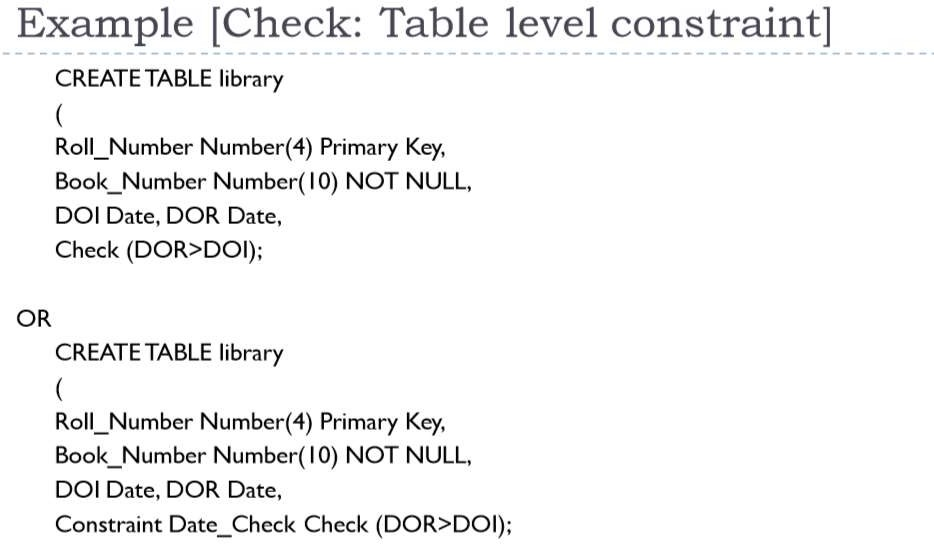 Example [Check: Table level constraint]
CREATE TABLE library
(
Roll_Number Number(4) Primary Key,
Book_Number Number(10) NOT NULL,
DOI Date, DOR Date,
Check (DOR>DOI);
OR
CREATE TABLE library
(
Roll_Number Number(4) Primary Key,
Book_Number Number(10) NOT NULL,
DOI Date, DOR Date,
Constraint Date_Check Check (DOR>DOI);